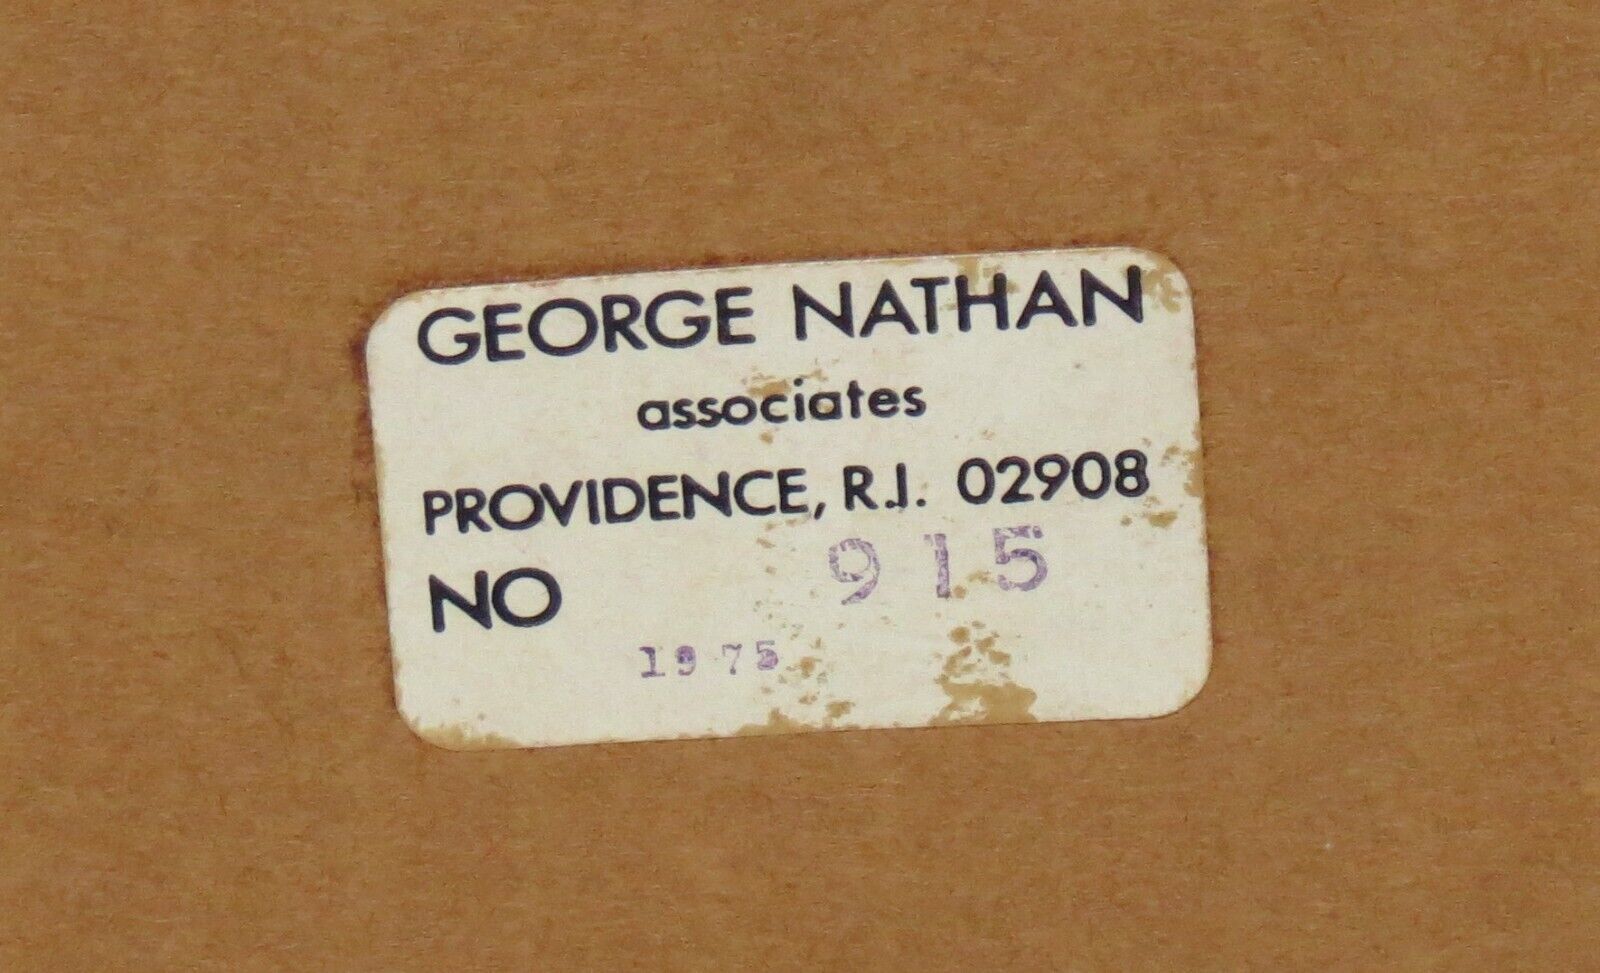 GEORGE NATHAN
associates
PROVIDENCE, R.I. 02908
NO 915
1975